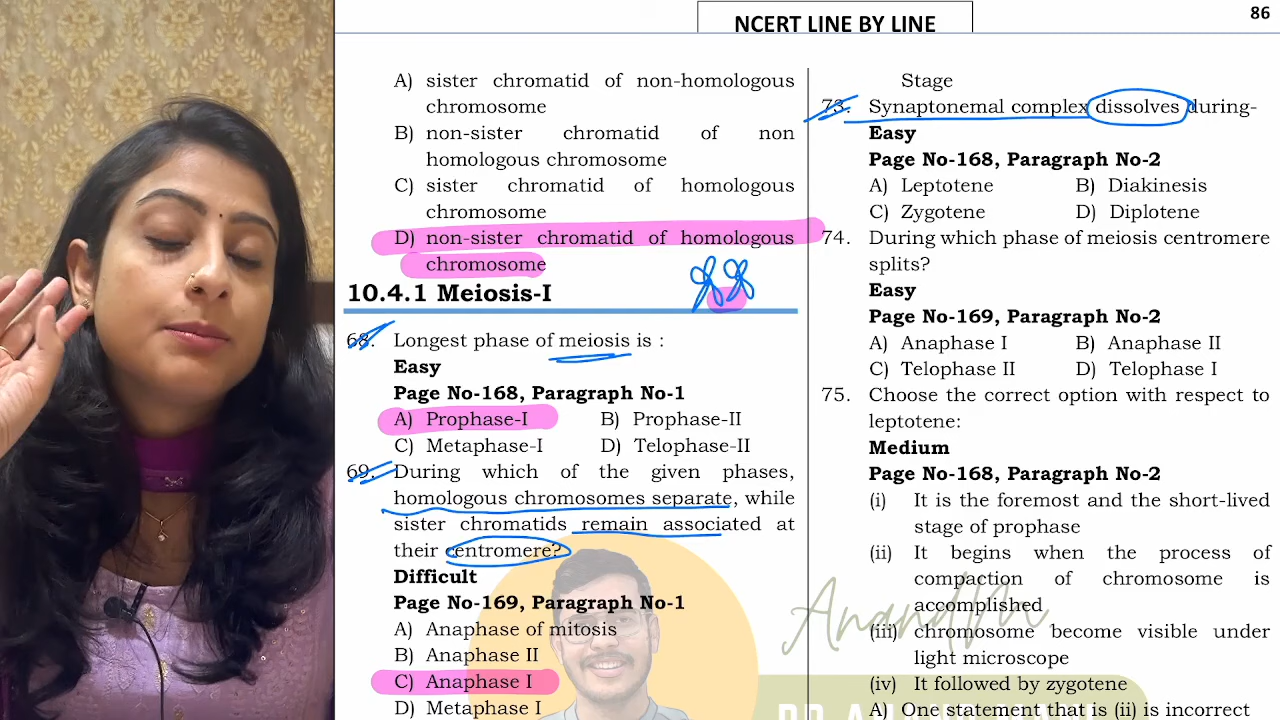 NCERT LINE BY LINE
86
A) sister chromatid of non-homologous
chromosome
B) non-sister chromatid of non
homologous chromosome
C) sister chromatid of homologous
chromosome
D) non-sister chromatid of homologous
chromosome
10.4.1 Meiosis-I
68. Longest phase of meiosis is :
Easy
Page No-168, Paragraph No-1
A) Prophase-I B) Prophase-II
C) Metaphase-I D) Telophase-II
69. During which of the given phases,
homologous chromosomes separate, while
sister chromatids remain associated at
their centromere?
Difficult
Page No-169, Paragraph No-1
A) Anaphase of mitosis
B) Anaphase II
C) Anaphase I
D) Metaphase I
Stage
73. Synaptonemal complex dissolves during-
Easy
Page No-168, Paragraph No-2
A) Leptotene B) Diakinesis
C) Zygotene D) Diplotene
74. During which phase of meiosis centromere
splits?
Easy
Page No-169, Paragraph No-2
A) Anaphase I B) Anaphase II
C) Telophase II D) Telophase I
75. Choose the correct option with respect to
leptotene:
Medium
Page No-168, Paragraph No-2
(i) It is the foremost and the short-lived
stage of prophase
(ii) It begins when the process of
compaction of chromosome is
accomplished
(iii) chromosome become visible under
light microscope
(iv) It followed by zygotene
A) One statement that is (ii) is incorrect